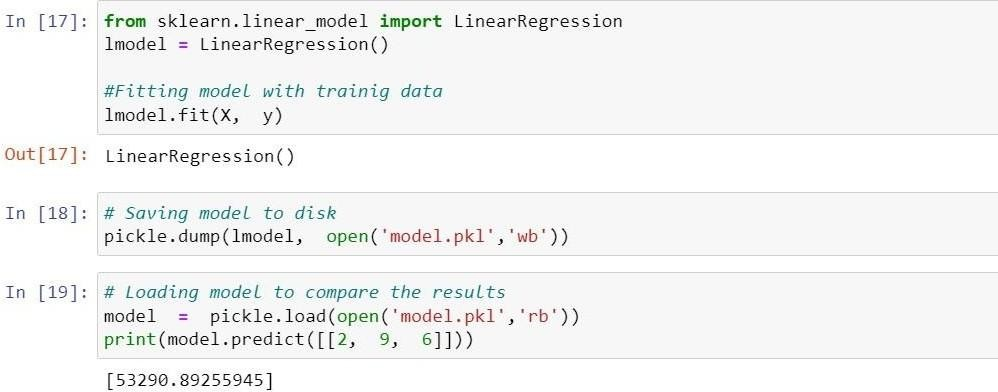 In [17]: from sklearn.linear_model import LinearRegression
lmodel = LinearRegression()
#Fitting model with trainig data
lmodel.fit(X,  y)
Out[17]: LinearRegression()
In [18]: # Saving model to disk
pickle.dump(lmodel,  open('model.pkl','wb'))
In [19]: # Loading model to compare the results
model  =  pickle.load(open('model.pkl','rb'))
print(model.predict([[2,  9,  6]]))
[53290.89255945]